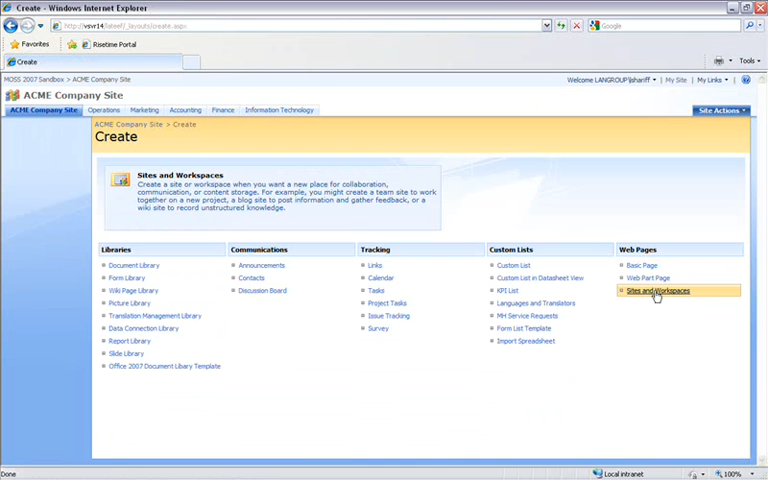 Create - Windows Internet Explorer
http://vsvr14/lateef/_layouts/create.aspx
Google
Favorites
Risetime Portal
Create
Tools
MOSS 2007 Sandbox > ACME Company Site
Welcome LANGROUP\jshariff
My Site
My Links
ACME Company Site
ACME Company Site
Operations
Marketing
Accounting
Finance
Information Technology
Site Actions
ACME Company Site > Create
Create
Sites and Workspaces
Create a site or workspace when you want a new place for collaboration,
communication, or content storage. For example, you might create a team site to work
together on a new project, a blog site to post information and gather feedback, or a
wiki site to record unstructured knowledge.
Libraries
Document Library
Form Library
Wiki Page Library
Picture Library
Translation Management Library
Data Connection Library
Report Library
Slide Library
Office 2007 Document Libary Template
Communications
Announcements
Contacts
Discussion Board
Tracking
Links
Calendar
Tasks
Project Tasks
Issue Tracking
Survey
Custom Lists
Custom List
Custom List in Datasheet View
KPI List
Languages and Translators
MH Service Requests
Form List Template
Import Spreadsheet
Web Pages
Basic Page
Web Part Page
Sites and Workspaces
Done
Local intranet
100%